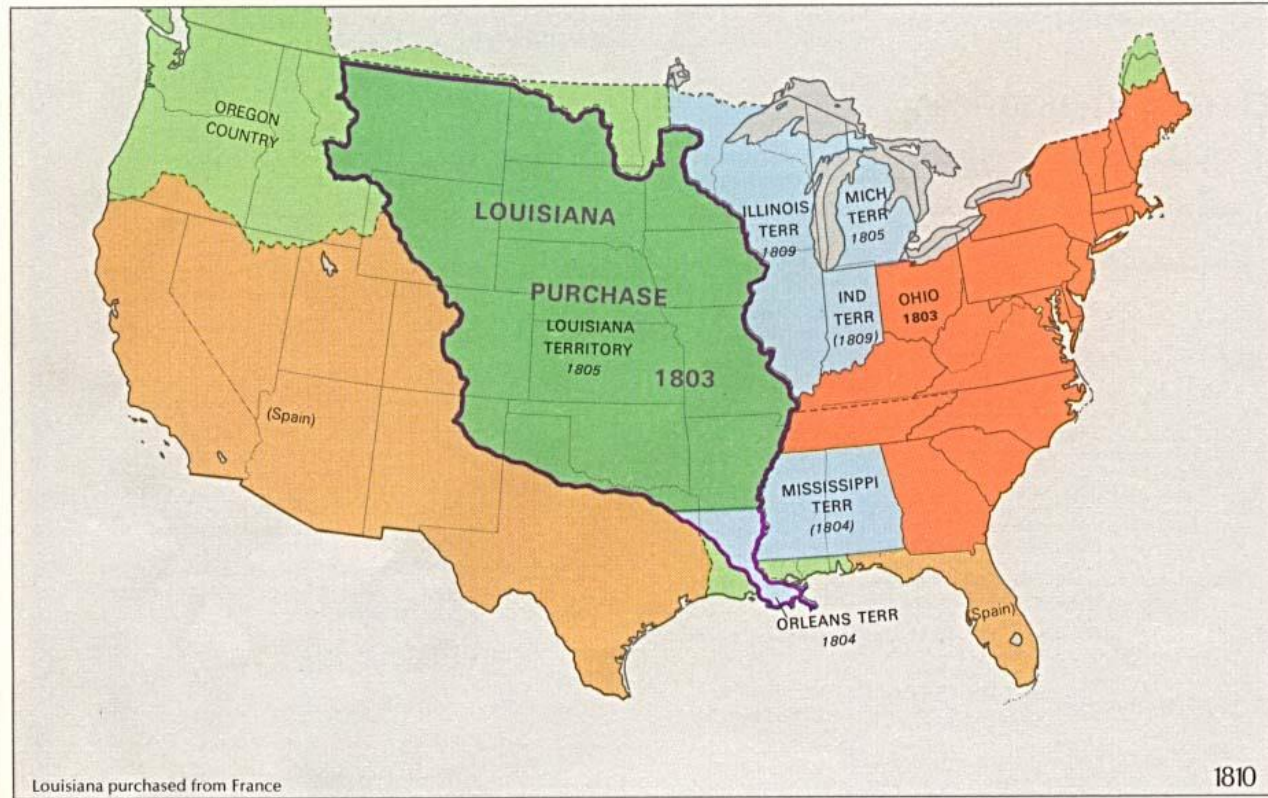 OREGON
COUNTRY
LOUISIANA
PURCHASE
LOUISIANA
TERRITORY
1805
1803
ILLINOIS
TERR
1809
MICH
TERR
1805
IND
TERR
(1809)
OHIO
1803
(Spain)
MISSISSIPPI
TERR
(1804)
ORLEANS TERR
1804
(Spain)
Louisiana purchased from France
1810